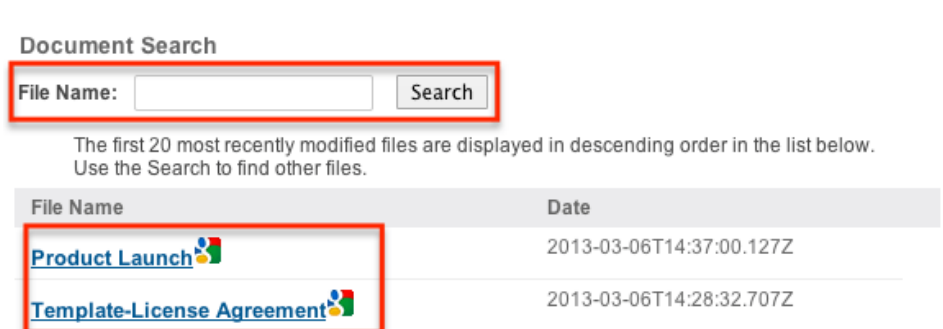 Document Search
File Name: Search
The first 20 most recently modified files are displayed in descending order in the list below.
Use the Search to find other files.
File Name Date
Product Launch 2013-03-06T14:37:00.127Z
Template-License Agreement 2013-03-06T14:28:32.707Z